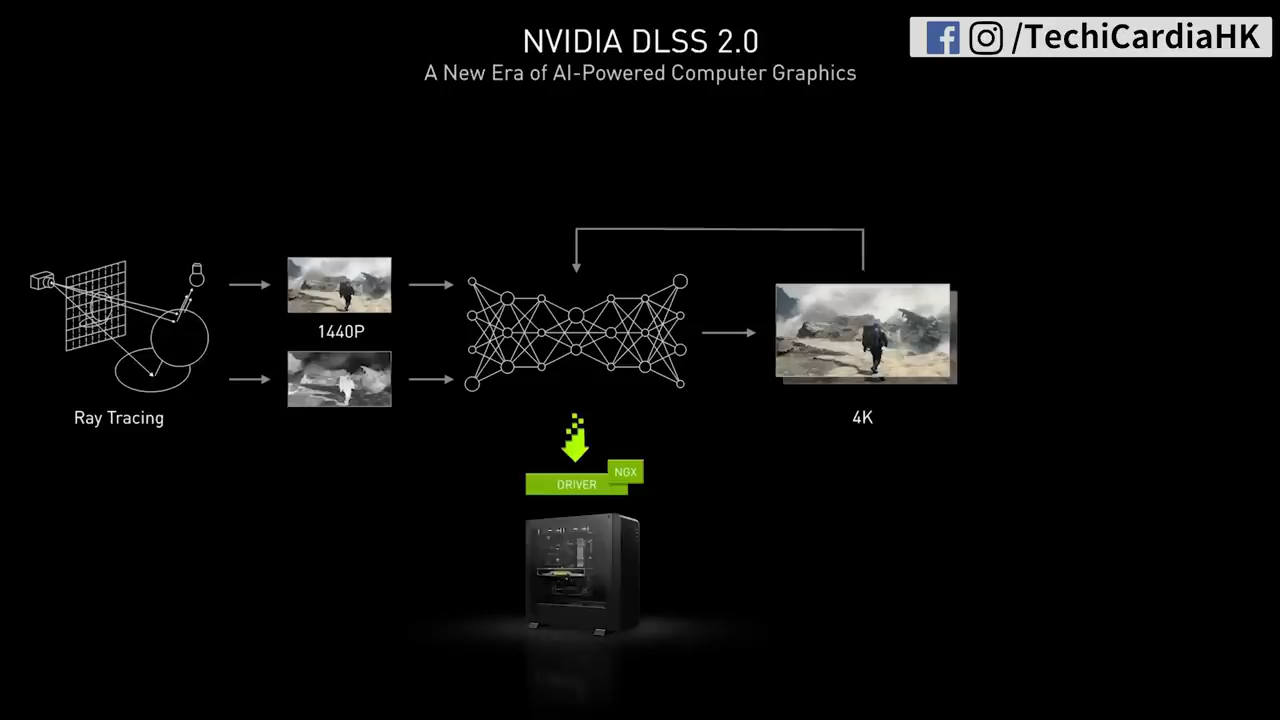 NVIDIA DLSS 2.0
A New Era of AI-Powered Computer Graphics
/TechiCardiaHK
1440P
Ray Tracing
4K
NGX
DRIVER